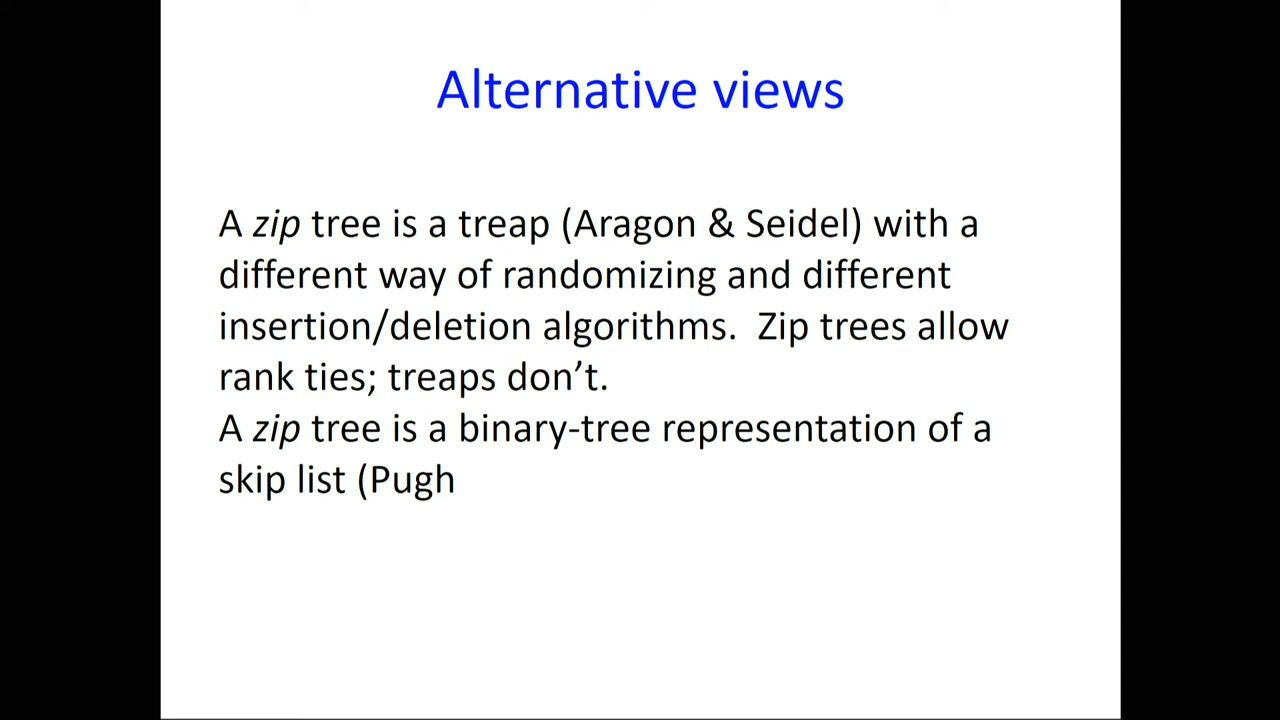 Alternative views
A zip tree is a treap (Aragon & Seidel) with a
different way of randomizing and different
insertion/deletion algorithms.  Zip trees allow
rank ties; treaps don’t.
A zip tree is a binary-tree representation of a
skip list (Pugh